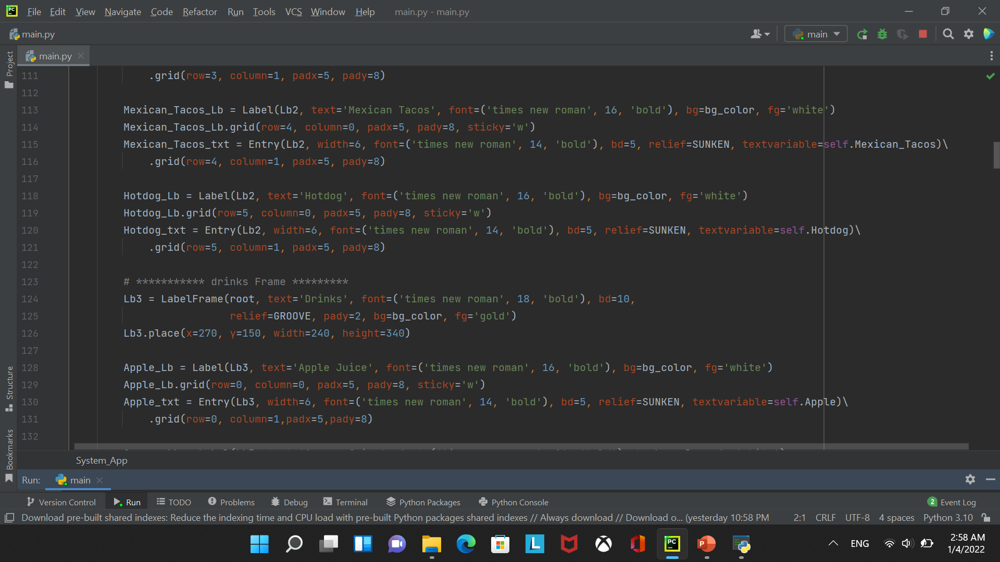 File Edit View Navigate Code Refactor Run Tools VCS Window Help main.py - main.py
main.py
main
main.py
Project
111 .grid(row=3, column=1, padx=5, pady=8)
112
113 Mexican_Tacos_Lb = Label(Lb2, text='Mexican Tacos', font=('times new roman', 16, 'bold'), bg=bg_color, fg='white')
114 Mexican_Tacos_Lb.grid(row=4, column=0, padx=5, pady=8, sticky='w')
115 Mexican_Tacos_txt = Entry(Lb2, width=6, font=('times new roman', 14, 'bold'), bd=5, relief=SUNKEN, textvariable=self.Mexican_Tacos)\
116 .grid(row=4, column=1, padx=5, pady=8)
117
118 Hotdog_Lb = Label(Lb2, text='Hotdog', font=('times new roman', 16, 'bold'), bg=bg_color, fg='white')
119 Hotdog_Lb.grid(row=5, column=0, padx=5, pady=8, sticky='w')
120 Hotdog_txt = Entry(Lb2, width=6, font=('times new roman', 14, 'bold'), bd=5, relief=SUNKEN, textvariable=self.Hotdog)\
121 .grid(row=5, column=1, padx=5, pady=8)
122
123 # *********** drinks Frame *********
124 Lb3 = LabelFrame(root, text='Drinks', font=('times new roman', 18, 'bold'), bd=10,
125 relief=GROOVE, pady=2, bg=bg_color, fg='gold')
126 Lb3.place(x=270, y=150, width=240, height=340)
127
128 Apple_Lb = Label(Lb3, text='Apple Juice', font=('times new roman', 16, 'bold'), bg=bg_color, fg='white')
129 Apple_Lb.grid(row=0, column=0, padx=5, pady=8, sticky='w')
130 Apple_txt = Entry(Lb3, width=6, font=('times new roman', 14, 'bold'), bd=5, relief=SUNKEN, textvariable=self.Apple)\
131 .grid(row=0, column=1,padx=5,pady=8)
132
Structure
Bookmarks
System_App
Run: main
Version Control Run TODO Problems Debug Terminal Python Packages Python Console 2 Event Log
Download pre-built shared indexes: Reduce the indexing time and CPU load with pre-built Python packages shared indexes // Always download // Download o... (yesterday 10:58 PM 2:1 CRLF UTF-8 4 spaces Python 3.10
ENG 2:58 AM
1/4/2022